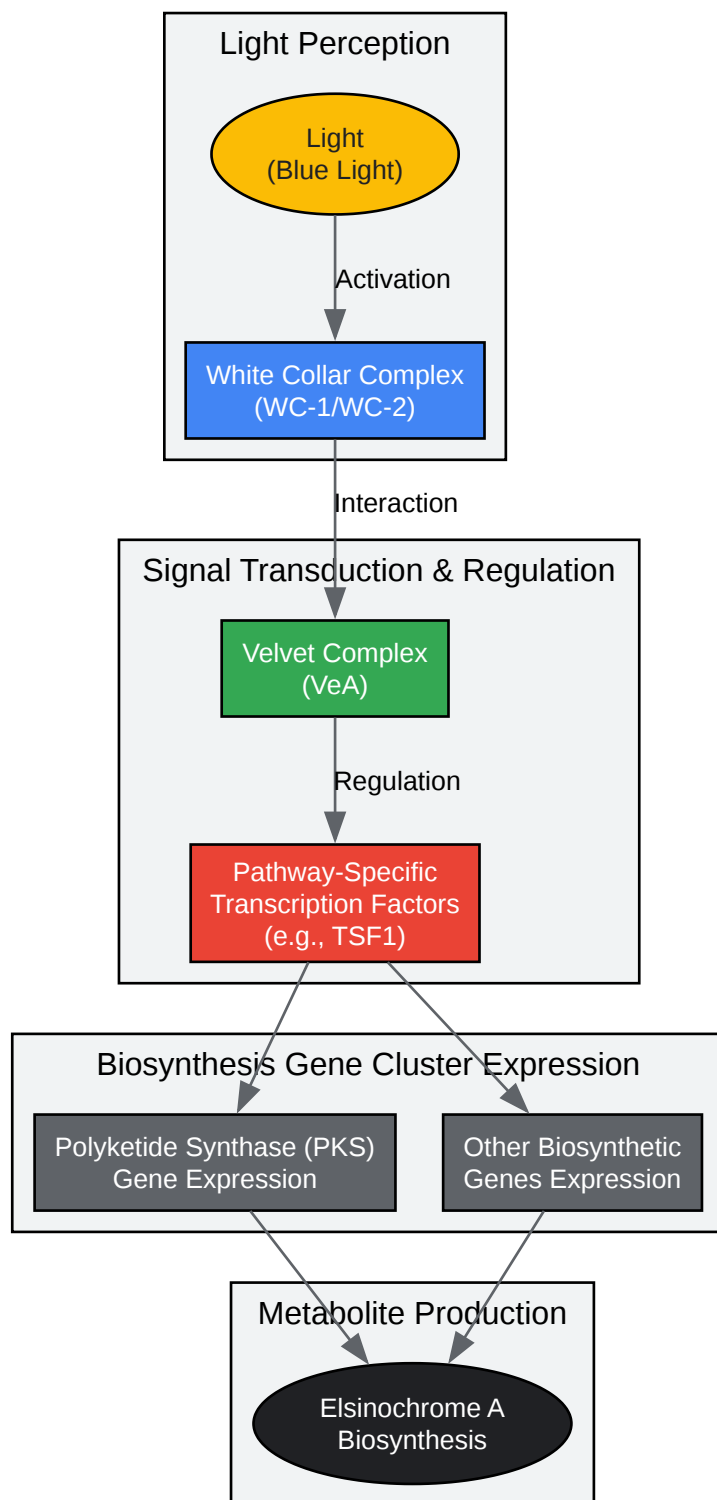 Light Perception
Light
(Blue Light)
Activation
White Collar Complex
(WC-1/WC-2)
Interaction
Signal Transduction & Regulation
Velvet Complex
(VeA)
Regulation
Pathway-Specific
Transcription Factors
(e.g., TSF1)
Biosynthesis Gene Cluster Expression
Polyketide Synthase (PKS)
Gene Expression
Other Biosynthetic
Genes Expression
Metabolite Production
Elsinochrome A
Biosynthesis